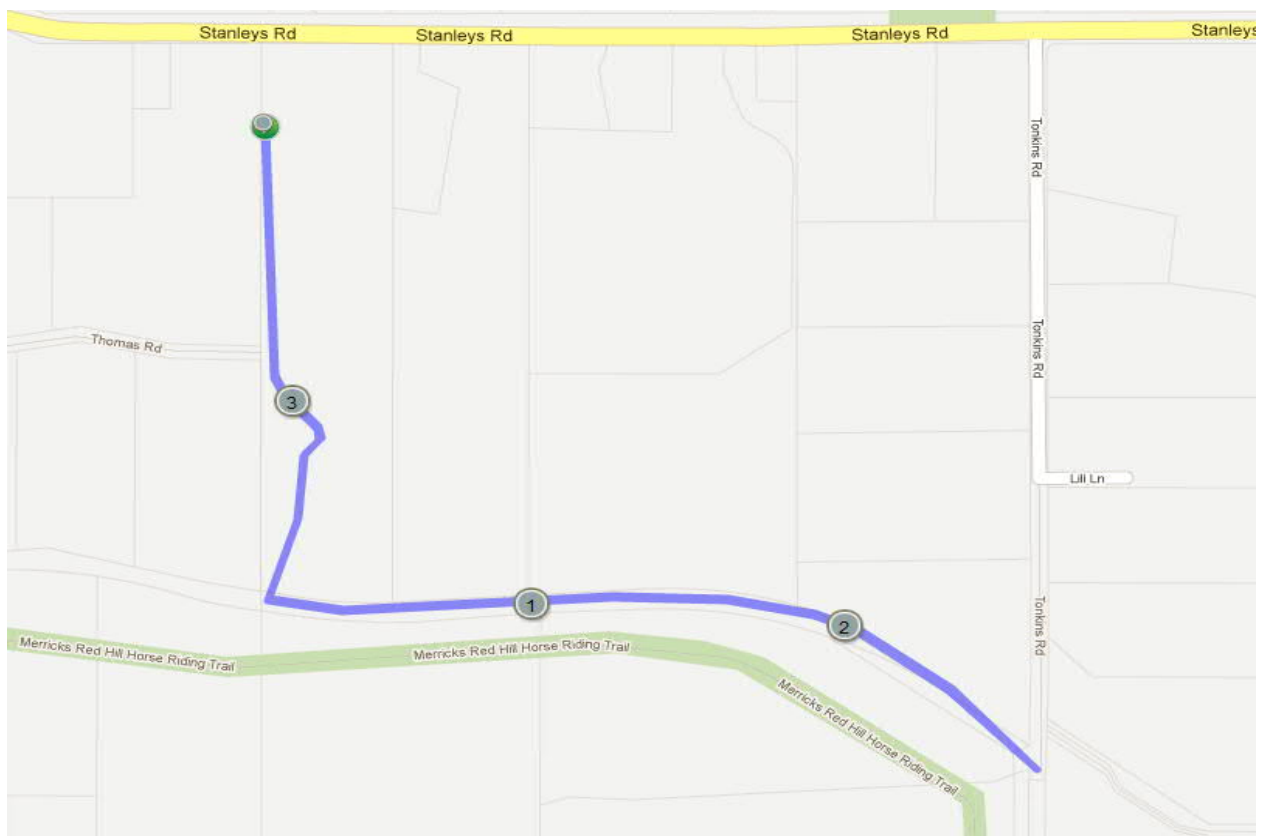 Stanleys Rd
Stanleys Rd
Stanleys Rd
Stanleys
Tonkins Rd
Tonkins Rd
Thomas Rd
3
Lili Ln
1
2
Tonkins Rd
Merricks Red Hill Horse Riding Trail
Merricks Red Hill Horse Riding Trail
Merricks Red Hill Horse Riding Trail